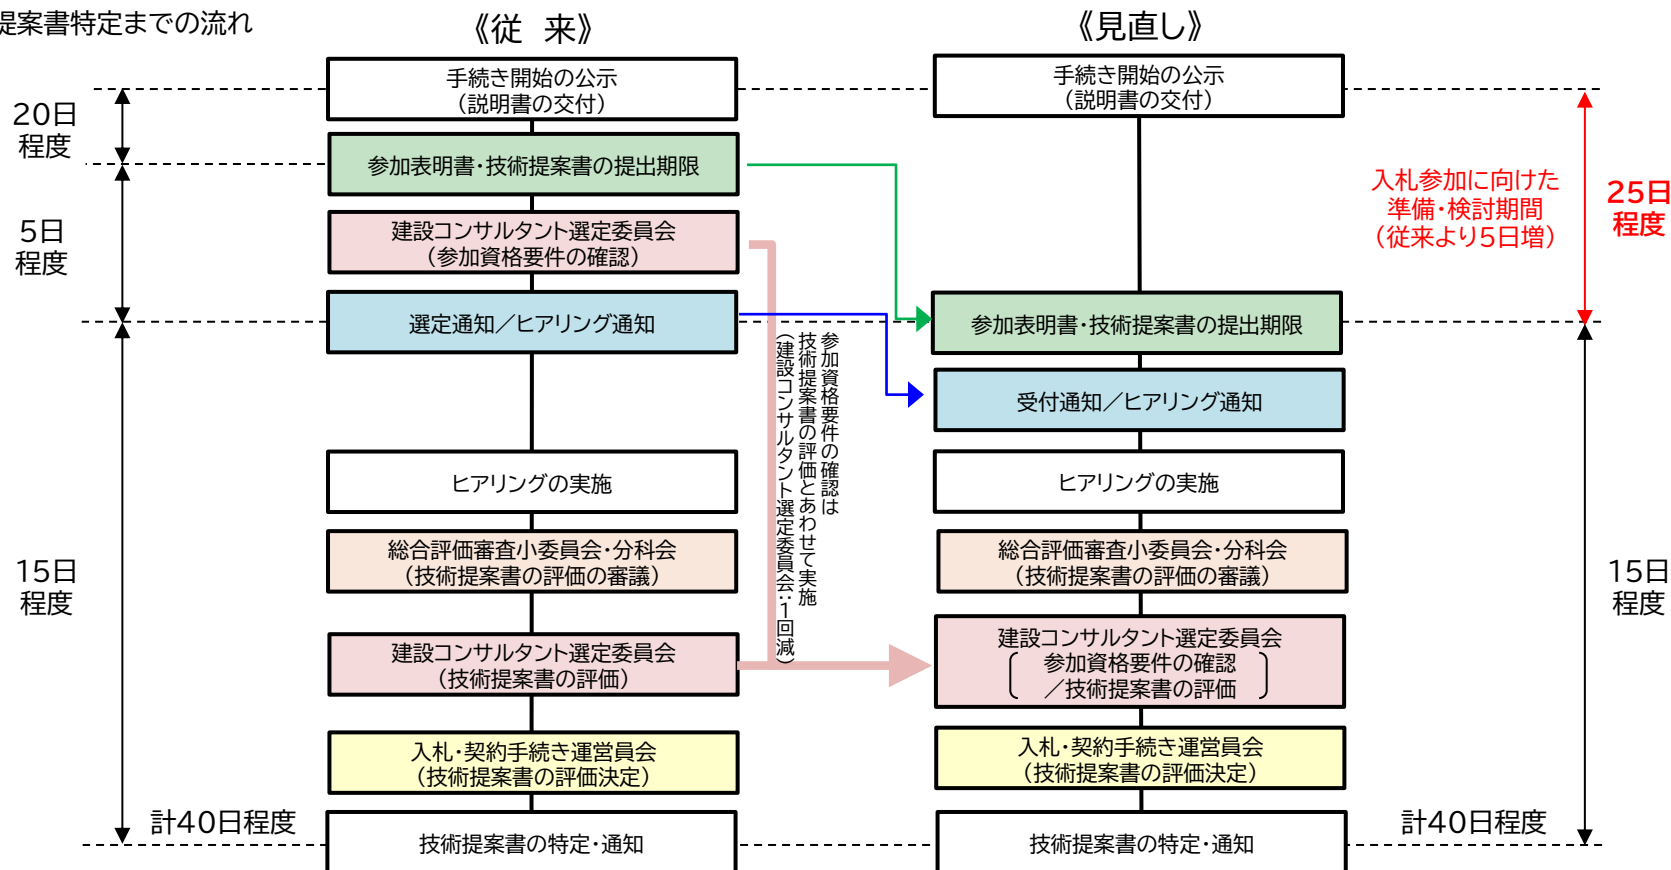 提案書特定までの流れ
《従 来》
《見直し》
手続き開始の公示
(説明書の交付)
参加表明書・技術提案書の提出期限
建設コンサルタント選定委員会
(参加資格要件の確認)
選定通知／ヒアリング通知
ヒアリングの実施
総合評価審査小委員会・分科会
(技術提案書の評価の審議)
建設コンサルタント選定委員会
(技術提案書の評価)
入札・契約手続き運営員会
(技術提案書の評価決定)
技術提案書の特定・通知
20日
程度
5日
程度
15日
程度
計40日程度
参加資格要件の確認は
技術提案書の評価とあわせて実施
(建設コンサルタント選定委員会：1回減)
手続き開始の公示
(説明書の交付)
参加表明書・技術提案書の提出期限
受付通知／ヒアリング通知
ヒアリングの実施
総合評価審査小委員会・分科会
(技術提案書の評価の審議)
建設コンサルタント選定委員会
参加資格要件の確認
／技術提案書の評価
入札・契約手続き運営員会
(技術提案書の評価決定)
技術提案書の特定・通知
入札参加に向けた
準備・検討期間
(従来より5日増)
25日
程度
15日
程度
計40日程度